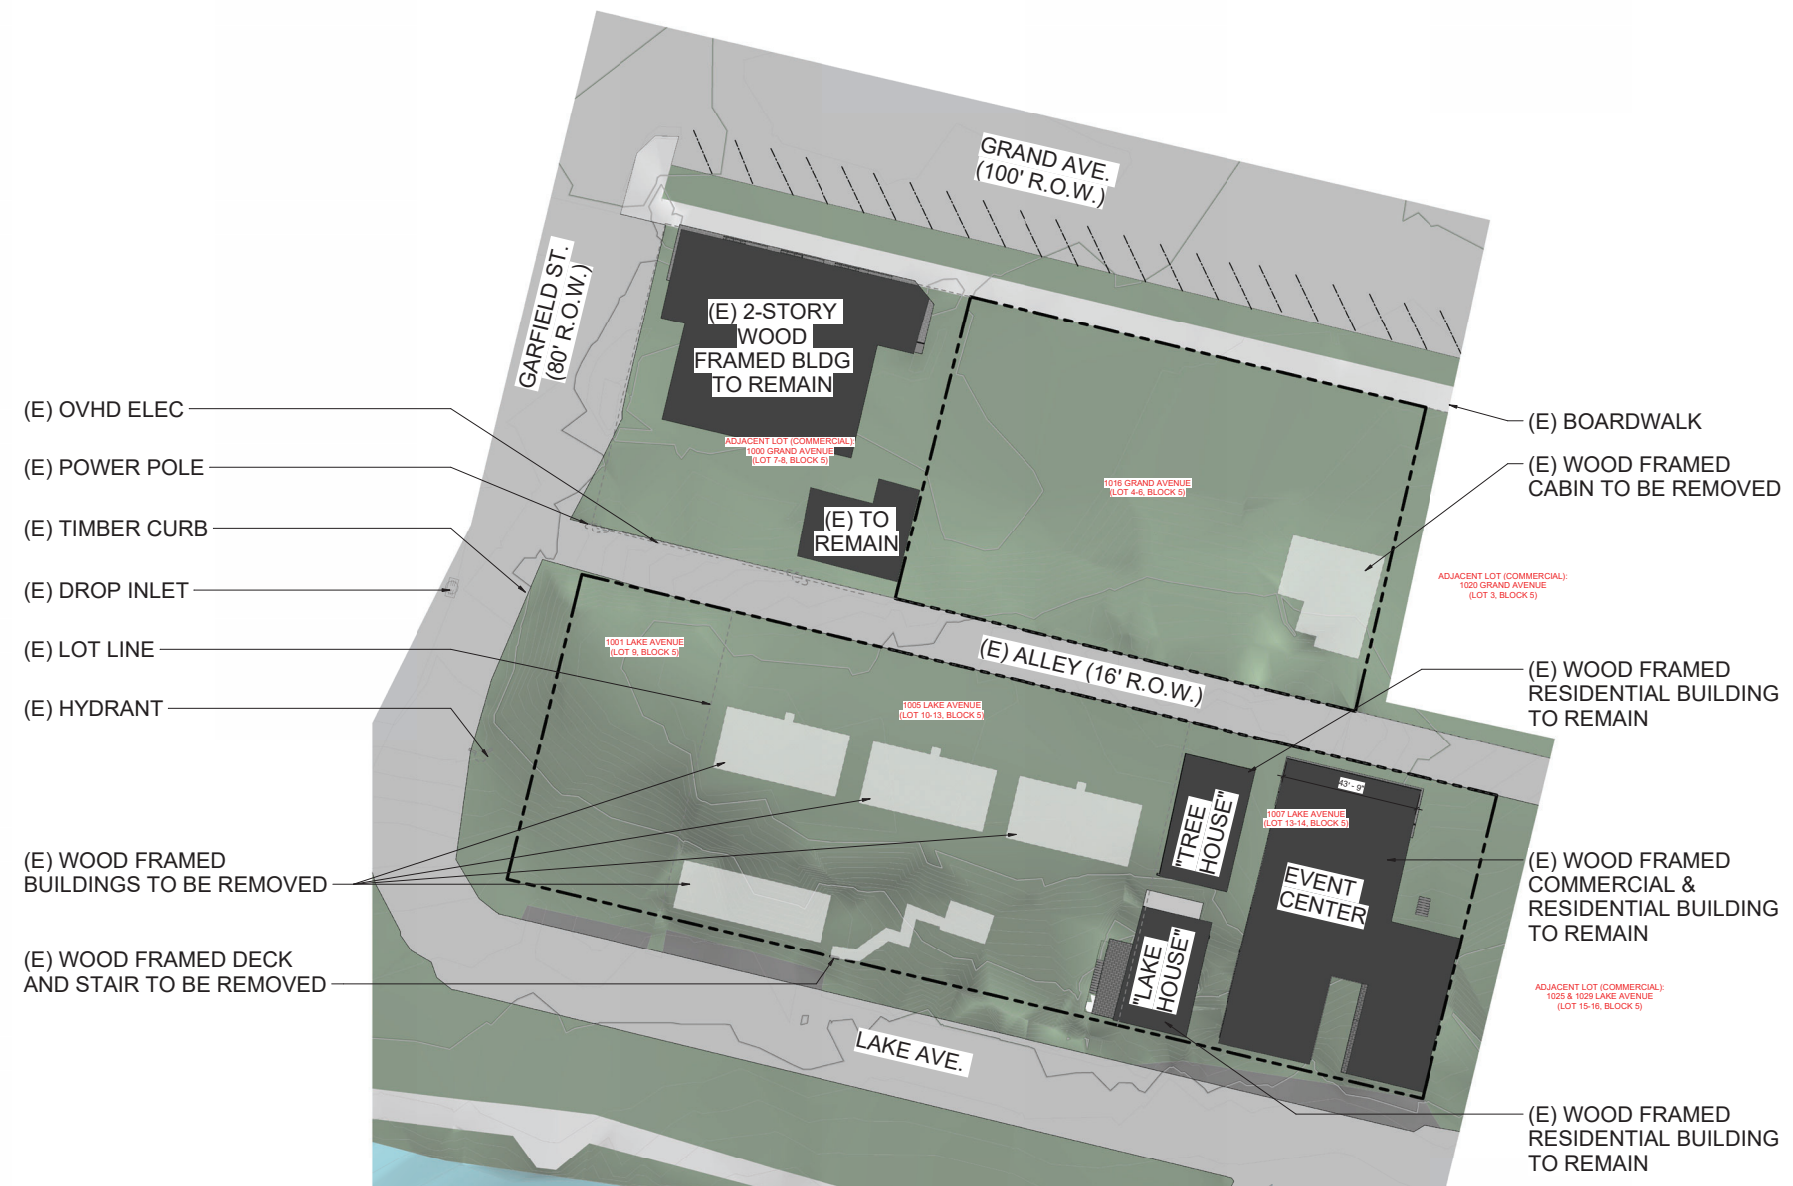 GRAND AVE.
(100' R.O.W.)
GARFIELD ST.
(80' R.O.W.)
(E) 2-STORY
WOOD
FRAMED BLDG
TO REMAIN
ADJACENT LOT (COMMERCIAL):
1000 GRAND AVENUE
(LOT 7-8, BLOCK 5)
(E) TO
REMAIN
1016 GRAND AVENUE
(LOT 4-6, BLOCK 5)
(E) OVHD ELEC
(E) POWER POLE
(E) TIMBER CURB
(E) DROP INLET
(E) LOT LINE
(E) HYDRANT
(E) WOOD FRAMED
BUILDINGS TO BE REMOVED
(E) WOOD FRAMED DECK
AND STAIR TO BE REMOVED
(E) BOARDWALK
(E) WOOD FRAMED
CABIN TO BE REMOVED
ADJACENT LOT (COMMERCIAL):
1020 GRAND AVENUE
(LOT 3, BLOCK 5)
(E) WOOD FRAMED
RESIDENTIAL BUILDING
TO REMAIN
(E) WOOD FRAMED
COMMERCIAL &
RESIDENTIAL BUILDING
TO REMAIN
ADJACENT LOT (COMMERCIAL):
1025 & 1029 LAKE AVENUE
(LOT 15-16, BLOCK 5)
(E) WOOD FRAMED
RESIDENTIAL BUILDING
TO REMAIN
(E) ALLEY (16' R.O.W.)
1001 LAKE AVENUE
(LOT 9, BLOCK 5)
1005 LAKE AVENUE
(LOT 10-13, BLOCK 5)
43' - 9"
1007 LAKE AVENUE
(LOT 13-14, BLOCK 5)
"TREE
HOUSE"
EVENT
CENTER
"LAKE
HOUSE"
LAKE AVE.